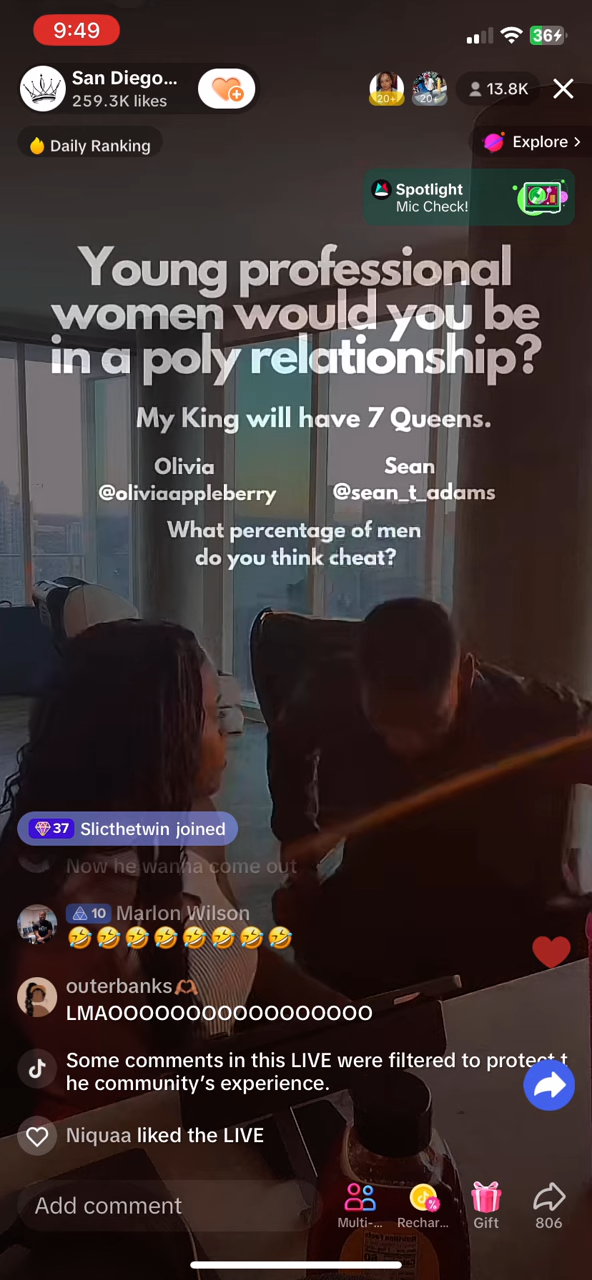 9:49
36
San Diego...
259.3K likes
20+
20+
13.8K
Daily Ranking
Explore >
Spotlight
Mic Check!
Young professional
women would you be
in a poly relationship?
My King will have 7 Queens.
Olivia
Sean
@oliviaappleberry
@sean_t_adams
What percentage of men
do you think cheat?
37 Slicthetwin joined
Now he wanna come out
10 Marlon Wilson
🤣🤣🤣🤣🤣🤣🤣🤣
outerbanks🫶🏽
LMAOOOOOOOOOOOOOOOOO
Some comments in this LIVE were filtered to protect t
he community's experience.
Niquaa liked the LIVE
Add comment
Multi-...
Rechar...
Gift
806